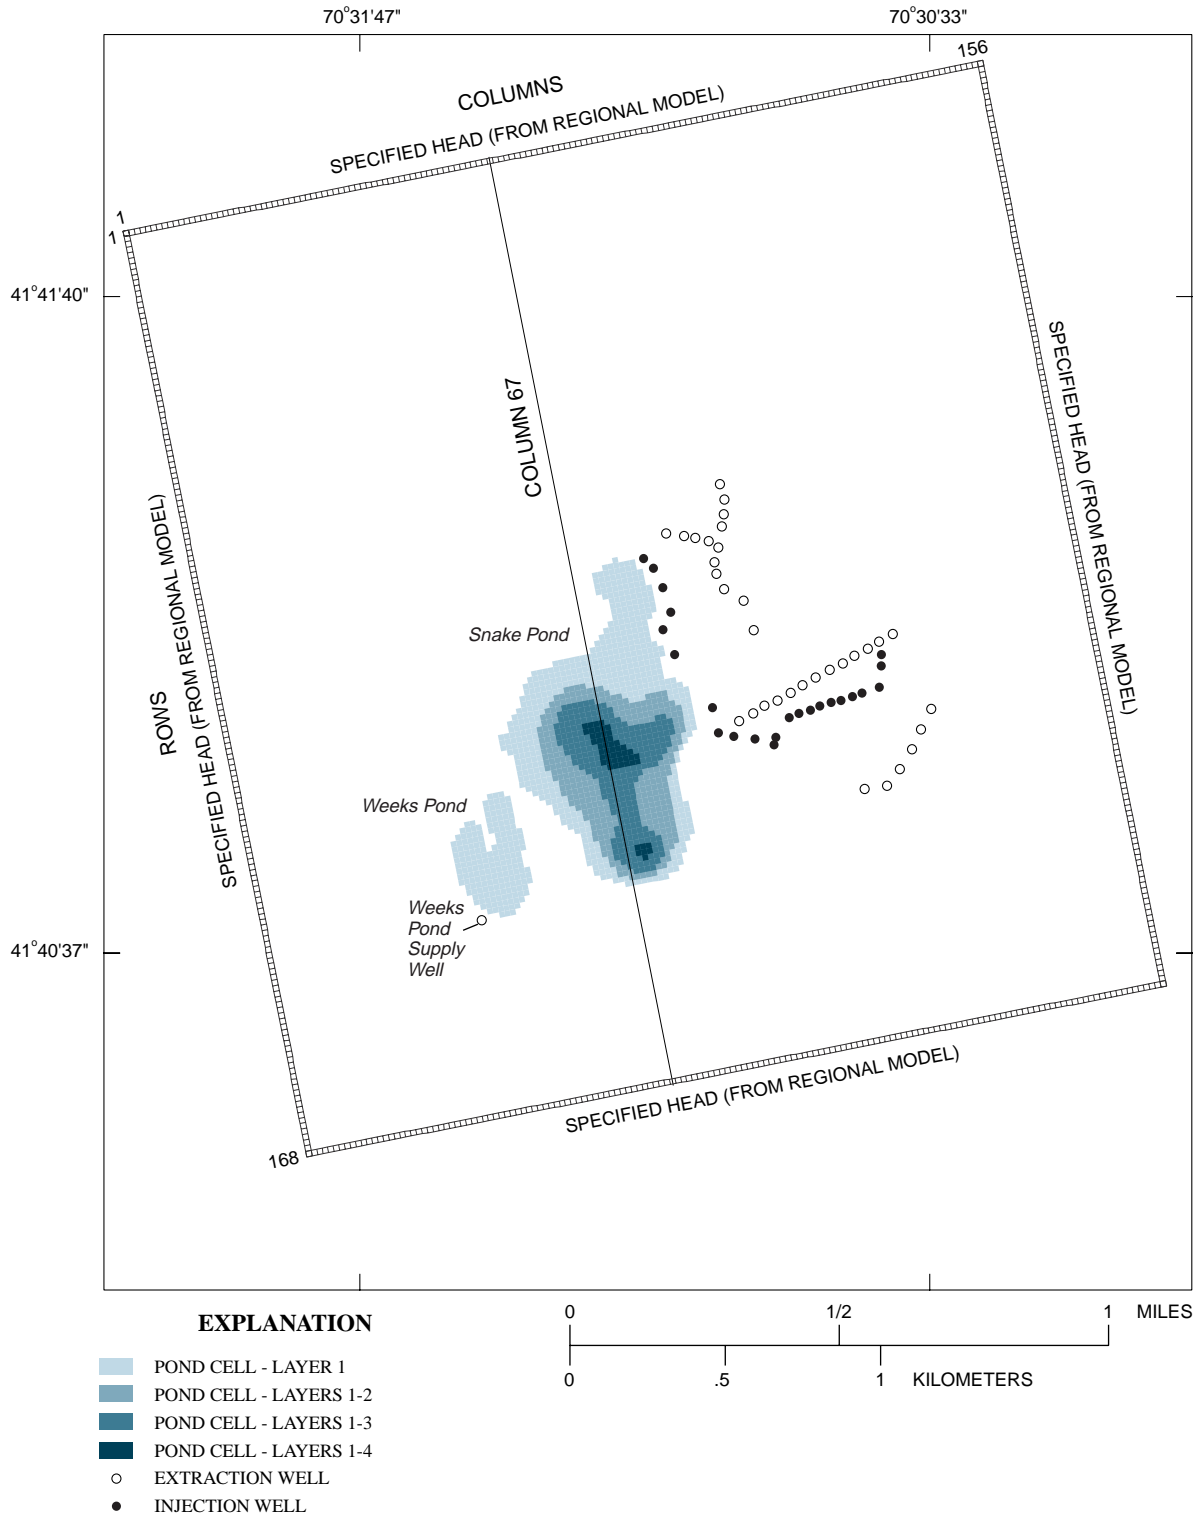 70°31'47"
70°30'33"
156
COLUMNS
SPECIFIED HEAD (FROM REGIONAL MODEL)
1
1
41°41'40"
COLUMN 67
SPECIFIED HEAD (FROM REGIONAL MODEL)
ROWS
SPECIFIED HEAD (FROM REGIONAL MODEL)
Snake Pond
Weeks Pond
Weeks
Pond
Supply
Well
41°40'37"
SPECIFIED HEAD (FROM REGIONAL MODEL)
168
EXPLANATION
POND CELL - LAYER 1
POND CELL - LAYERS 1-2
POND CELL - LAYERS 1-3
POND CELL - LAYERS 1-4
EXTRACTION WELL
INJECTION WELL
0 1/2 1 MILES
0 .5 1 KILOMETERS